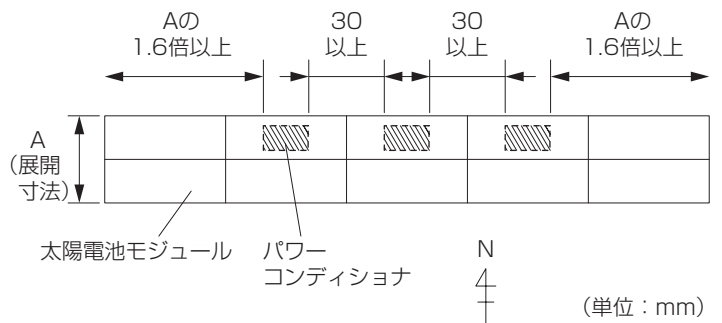 Aの
1.6倍以上
30
以上
30
以上
Aの
1.6倍以上
A
（展開
寸法）
太陽電池モジュール
パワー
コンディショナ
N
（単位：mm）